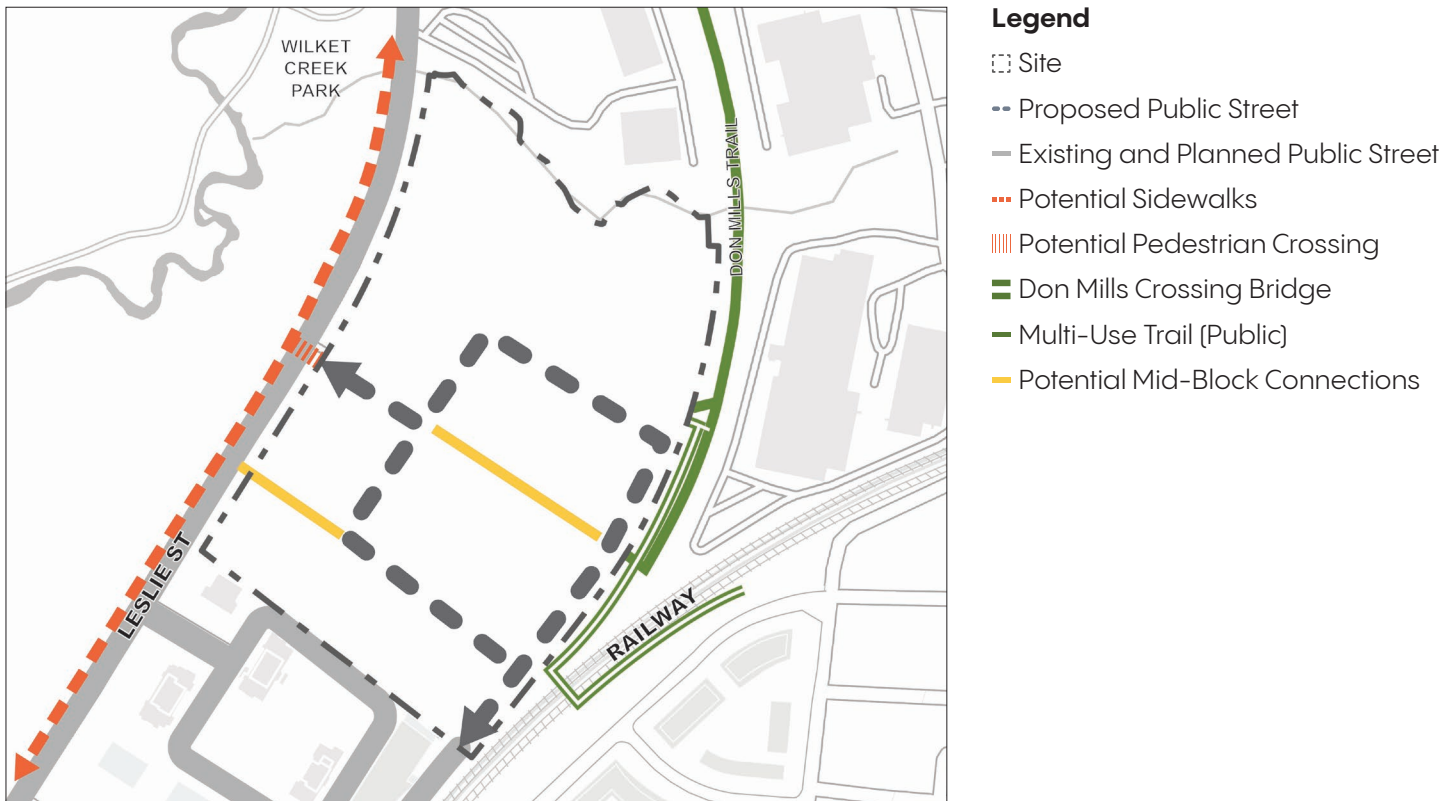 WILKET
CREEK
PARK
DON MILLS TRAIL
LESLIE ST
RAILWAY
Legend
Site
Proposed Public Street
Existing and Planned Public Street
Potential Sidewalks
Potential Pedestrian Crossing
Don Mills Crossing Bridge
Multi-Use Trail (Public)
Potential Mid-Block Connections